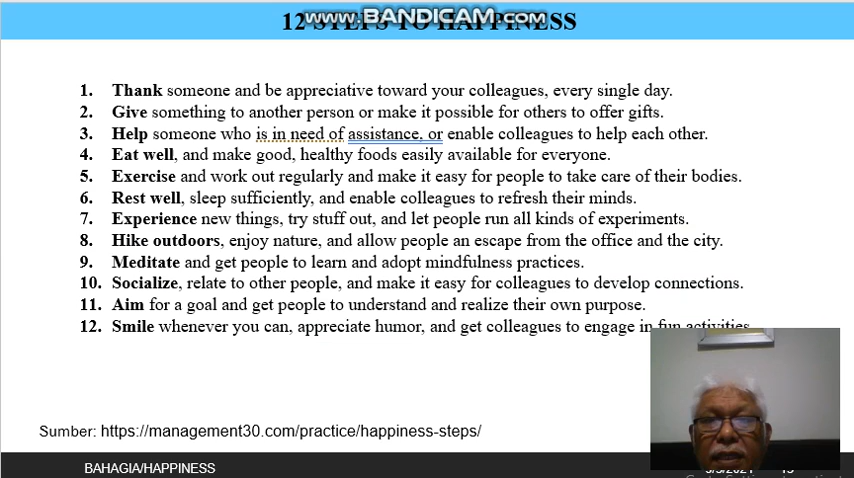 www.BANDICAM.com
12 STEPS TO HAPPINESS
1. Thank someone and be appreciative toward your colleagues, every single day.
2. Give something to another person or make it possible for others to offer gifts.
3. Help someone who is in need of assistance, or enable colleagues to help each other.
4. Eat well, and make good, healthy foods easily available for everyone.
5. Exercise and work out regularly and make it easy for people to take care of their bodies.
6. Rest well, sleep sufficiently, and enable colleagues to refresh their minds.
7. Experience new things, try stuff out, and let people run all kinds of experiments.
8. Hike outdoors, enjoy nature, and allow people an escape from the office and the city.
9. Meditate and get people to learn and adopt mindfulness practices.
10. Socialize, relate to other people, and make it easy for colleagues to develop connections.
11. Aim for a goal and get people to understand and realize their own purpose.
12. Smile whenever you can, appreciate humor, and get colleagues to engage in fun activities
Sumber: https://management30.com/practice/happiness-steps/
BAHAGIA/HAPPINESS